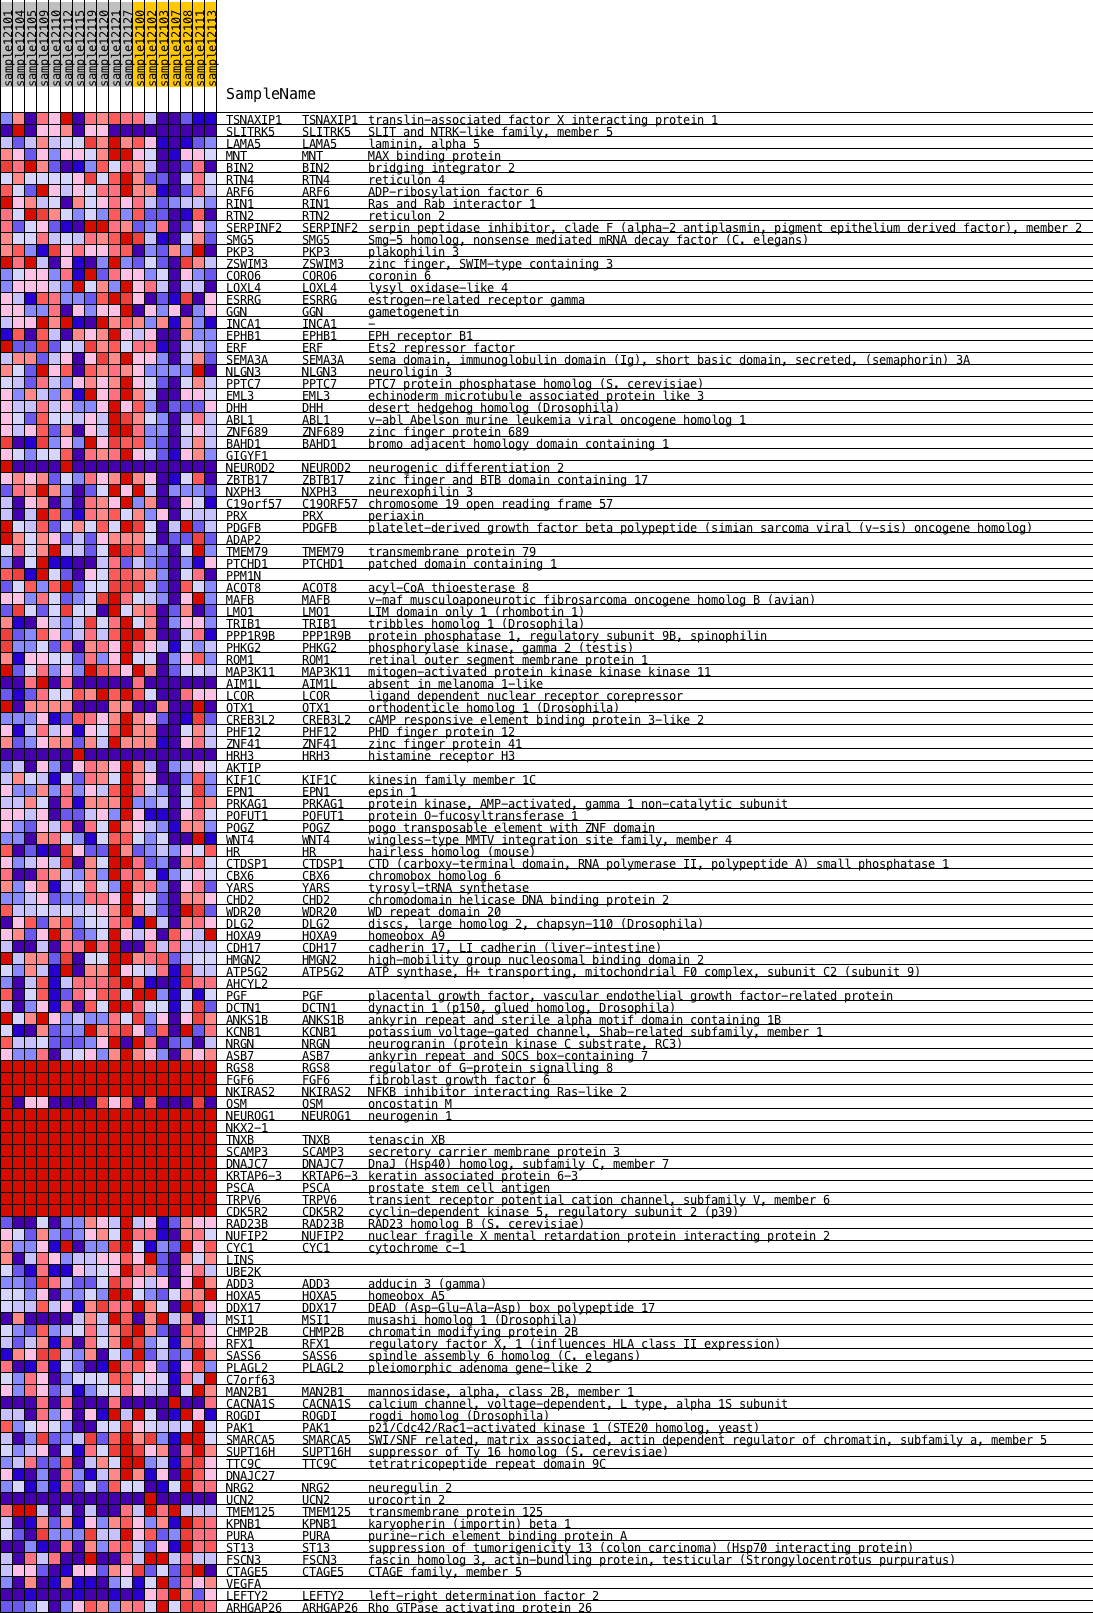 sample12101
sample12104
sample12105
sample12109
sample12110
sample12112
sample12115
sample12119
sample12120
sample12121
sample12127
sample12100
sample12102
sample12103
sample12107
sample12108
sample12111
sample12113
SampleName
TSNAXIP1 TSNAXIP1 translin-associated factor X interacting protein 1
SLITRK5 SLITRK5 SLIT and NTRK-like family, member 5
LAMA5 LAMA5 laminin, alpha 5
MNT MNT MAX binding protein
BIN2 BIN2 bridging integrator 2
RTN4 RTN4 reticulon 4
ARF6 ARF6 ADP-ribosylation factor 6
RIN1 RIN1 Ras and Rab interactor 1
RTN2 RTN2 reticulon 2
SERPINF2 SERPINF2 serpin peptidase inhibitor, clade F (alpha-2 antiplasmin, pigment epithelium derived factor), member 2
SMG5 SMG5 Smg-5 homolog, nonsense mediated mRNA decay factor (C. elegans)
PKP3 PKP3 plakophilin 3
ZSWIM3 ZSWIM3 zinc finger, SWIM-type containing 3
CORO6 CORO6 coronin 6
LOXL4 LOXL4 lysyl oxidase-like 4
ESRRG ESRRG estrogen-related receptor gamma
GGN GGN gametogenetin
INCA1 INCA1 -
EPHB1 EPHB1 EPH receptor B1
ERF ERF Ets2 repressor factor
SEMA3A SEMA3A sema domain, immunoglobulin domain (Ig), short basic domain, secreted, (semaphorin) 3A
NLGN3 NLGN3 neuroligin 3
PPTC7 PPTC7 PTC7 protein phosphatase homolog (S. cerevisiae)
EML3 EML3 echinoderm microtubule associated protein like 3
DHH DHH desert hedgehog homolog (Drosophila)
ABL1 ABL1 v-abl Abelson murine leukemia viral oncogene homolog 1
ZNF689 ZNF689 zinc finger protein 689
BAHD1 BAHD1 bromo adjacent homology domain containing 1
GIGYF1
NEUROD2 NEUROD2 neurogenic differentiation 2
ZBTB17 ZBTB17 zinc finger and BTB domain containing 17
NXPH3 NXPH3 neurexophilin 3
C19orf57 C19ORF57 chromosome 19 open reading frame 57
PRX PRX periaxin
PDGFB PDGFB platelet-derived growth factor beta polypeptide (simian sarcoma viral (v-sis) oncogene homolog)
ADAP2
TMEM79 TMEM79 transmembrane protein 79
PTCHD1 PTCHD1 patched domain containing 1
PPM1N
ACOT8 ACOT8 acyl-CoA thioesterase 8
MAFB MAFB v-maf musculoaponeurotic fibrosarcoma oncogene homolog B (avian)
LMO1 LMO1 LIM domain only 1 (rhombotin 1)
TRIB1 TRIB1 tribbles homolog 1 (Drosophila)
PPP1R9B PPP1R9B protein phosphatase 1, regulatory subunit 9B, spinophilin
PHKG2 PHKG2 phosphorylase kinase, gamma 2 (testis)
ROM1 ROM1 retinal outer segment membrane protein 1
MAP3K11 MAP3K11 mitogen-activated protein kinase kinase kinase 11
AIM1L AIM1L absent in melanoma 1-like
LCOR LCOR ligand dependent nuclear receptor corepressor
OTX1 OTX1 orthodenticle homolog 1 (Drosophila)
CREB3L2 CREB3L2 cAMP responsive element binding protein 3-like 2
PHF12 PHF12 PHD finger protein 12
ZNF41 ZNF41 zinc finger protein 41
HRH3 HRH3 histamine receptor H3
AKTIP
KIF1C KIF1C kinesin family member 1C
EPN1 EPN1 epsin 1
PRKAG1 PRKAG1 protein kinase, AMP-activated, gamma 1 non-catalytic subunit
POFUT1 POFUT1 protein O-fucosyltransferase 1
POGZ POGZ pogo transposable element with ZNF domain
WNT4 WNT4 wingless-type MMTV integration site family, member 4
HR HR hairless homolog (mouse)
CTDSP1 CTDSP1 CTD (carboxy-terminal domain, RNA polymerase II, polypeptide A) small phosphatase 1
CBX6 CBX6 chromobox homolog 6
YARS YARS tyrosyl-tRNA synthetase
CHD2 CHD2 chromodomain helicase DNA binding protein 2
WDR20 WDR20 WD repeat domain 20
DLG2 DLG2 discs, large homolog 2, chapsyn-110 (Drosophila)
HOXA9 HOXA9 homeobox A9
CDH17 CDH17 cadherin 17, LI cadherin (liver-intestine)
HMGN2 HMGN2 high-mobility group nucleosomal binding domain 2
ATP5G2 ATP5G2 ATP synthase, H+ transporting, mitochondrial F0 complex, subunit C2 (subunit 9)
AHCYL2
PGF PGF placental growth factor, vascular endothelial growth factor-related protein
DCTN1 DCTN1 dynactin 1 (p150, glued homolog, Drosophila)
ANKS1B ANKS1B ankyrin repeat and sterile alpha motif domain containing 1B
KCNB1 KCNB1 potassium voltage-gated channel, Shab-related subfamily, member 1
NRGN NRGN neurogranin (protein kinase C substrate, RC3)
ASB7 ASB7 ankyrin repeat and SOCS box-containing 7
RGS8 RGS8 regulator of G-protein signalling 8
FGF6 FGF6 fibroblast growth factor 6
NKIRAS2 NKIRAS2 NFKB inhibitor interacting Ras-like 2
OSM OSM oncostatin M
NEUROG1 NEUROG1 neurogenin 1
NKX2-1
TNXB TNXB tenascin XB
SCAMP3 SCAMP3 secretory carrier membrane protein 3
DNAJC7 DNAJC7 DnaJ (Hsp40) homolog, subfamily C, member 7
KRTAP6-3 KRTAP6-3 keratin associated protein 6-3
PSCA PSCA prostate stem cell antigen
TRPV6 TRPV6 transient receptor potential cation channel, subfamily V, member 6
CDK5R2 CDK5R2 cyclin-dependent kinase 5, regulatory subunit 2 (p39)
RAD23B RAD23B RAD23 homolog B (S. cerevisiae)
NUFIP2 NUFIP2 nuclear fragile X mental retardation protein interacting protein 2
CYC1 CYC1 cytochrome c-1
LINS
UBE2K
ADD3 ADD3 adducin 3 (gamma)
HOXA5 HOXA5 homeobox A5
DDX17 DDX17 DEAD (Asp-Glu-Ala-Asp) box polypeptide 17
MSI1 MSI1 musashi homolog 1 (Drosophila)
CHMP2B CHMP2B chromatin modifying protein 2B
RFX1 RFX1 regulatory factor X, 1 (influences HLA class II expression)
SASS6 SASS6 spindle assembly 6 homolog (C. elegans)
PLAGL2 PLAGL2 pleiomorphic adenoma gene-like 2
C7orf63
MAN2B1 MAN2B1 mannosidase, alpha, class 2B, member 1
CACNA1S CACNA1S calcium channel, voltage-dependent, L type, alpha 1S subunit
ROGDI ROGDI rogdi homolog (Drosophila)
PAK1 PAK1 p21/Cdc42/Rac1-activated kinase 1 (STE20 homolog, yeast)
SMARCA5 SMARCA5 SWI/SNF related, matrix associated, actin dependent regulator of chromatin, subfamily a, member 5
SUPT16H SUPT16H suppressor of Ty 16 homolog (S. cerevisiae)
TTC9C TTC9C tetratricopeptide repeat domain 9C
DNAJC27
NRG2 NRG2 neuregulin 2
UCN2 UCN2 urocortin 2
TMEM125 TMEM125 transmembrane protein 125
KPNB1 KPNB1 karyopherin (importin) beta 1
PURA PURA purine-rich element binding protein A
ST13 ST13 suppression of tumorigenicity 13 (colon carcinoma) (Hsp70 interacting protein)
FSCN3 FSCN3 fascin homolog 3, actin-bundling protein, testicular (Strongylocentrotus purpuratus)
CTAGE5 CTAGE5 CTAGE family, member 5
VEGFA
LEFTY2 LEFTY2 left-right determination factor 2
ARHGAP26 ARHGAP26 Rho GTPase activating protein 26